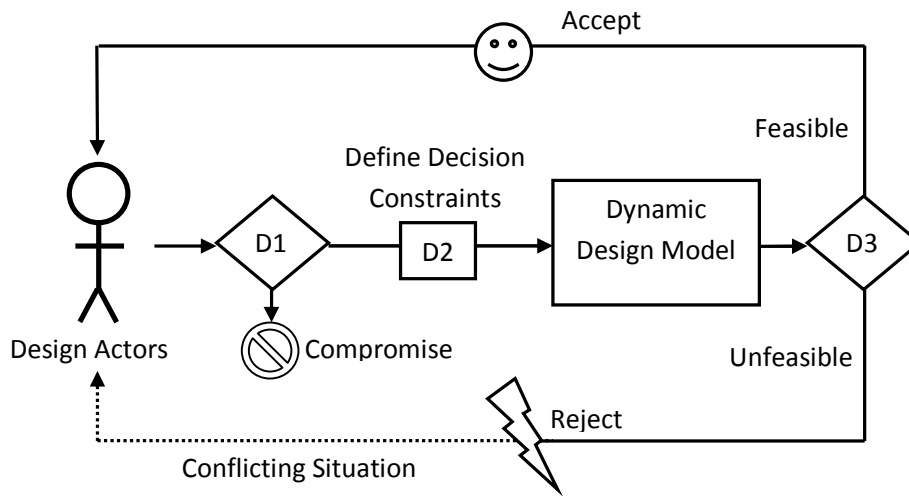 Accept
Feasible
Define Decision
Constraints
Dynamic
Design Model
D1
D2
D3
Design Actors
Compromise
Unfeasible
Reject
Conflicting Situation